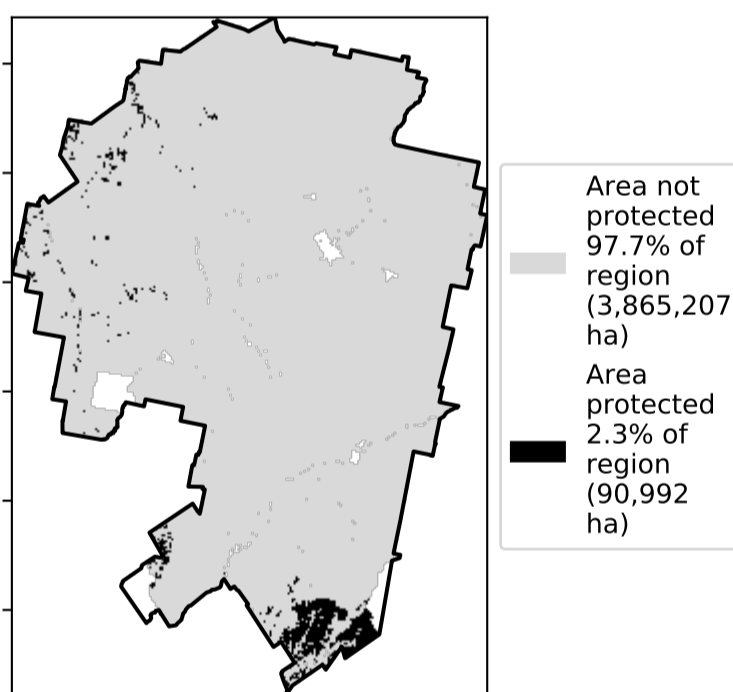 Area not
protected
97.7% of
region
(3,865,207
ha)
Area
protected
2.3% of
region
(90,992
ha)